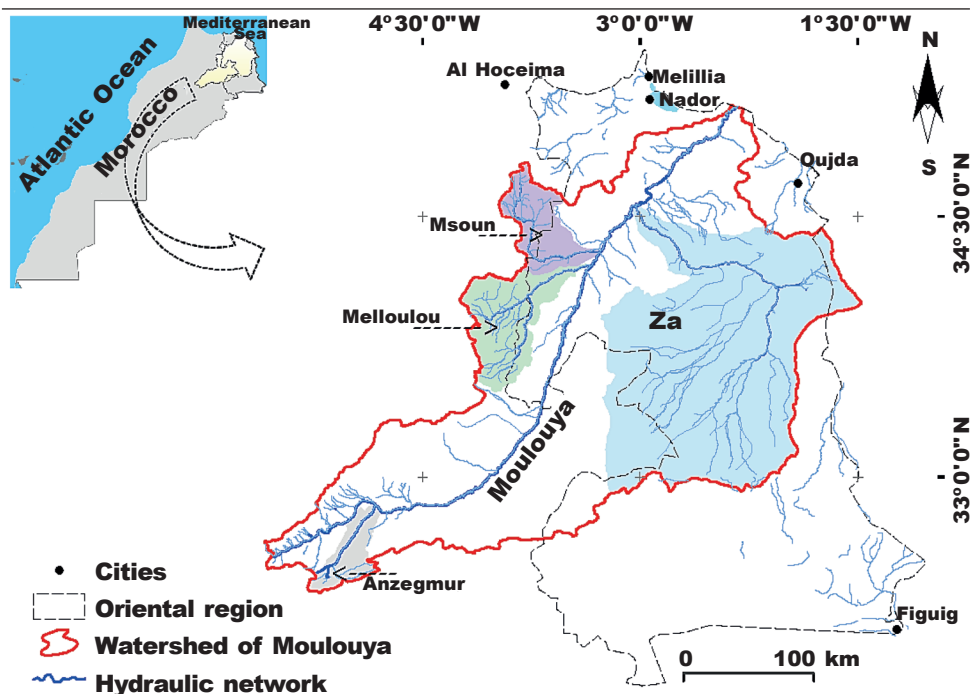 4°30'0"W
3°0'0"W
1°30'0"W
Mediterranean
Sea
Atlantic Ocean
Morocco
Al Hoceima
Melillia
Nador
N
S
Oujda
34°30'0"N
Msoun
Melloulou
Za
Moulouya
33°0'0"N
Anzegmur
Figuig
Cities
Oriental region
Watershed of Moulouya
Hydraulic network
0 100 km